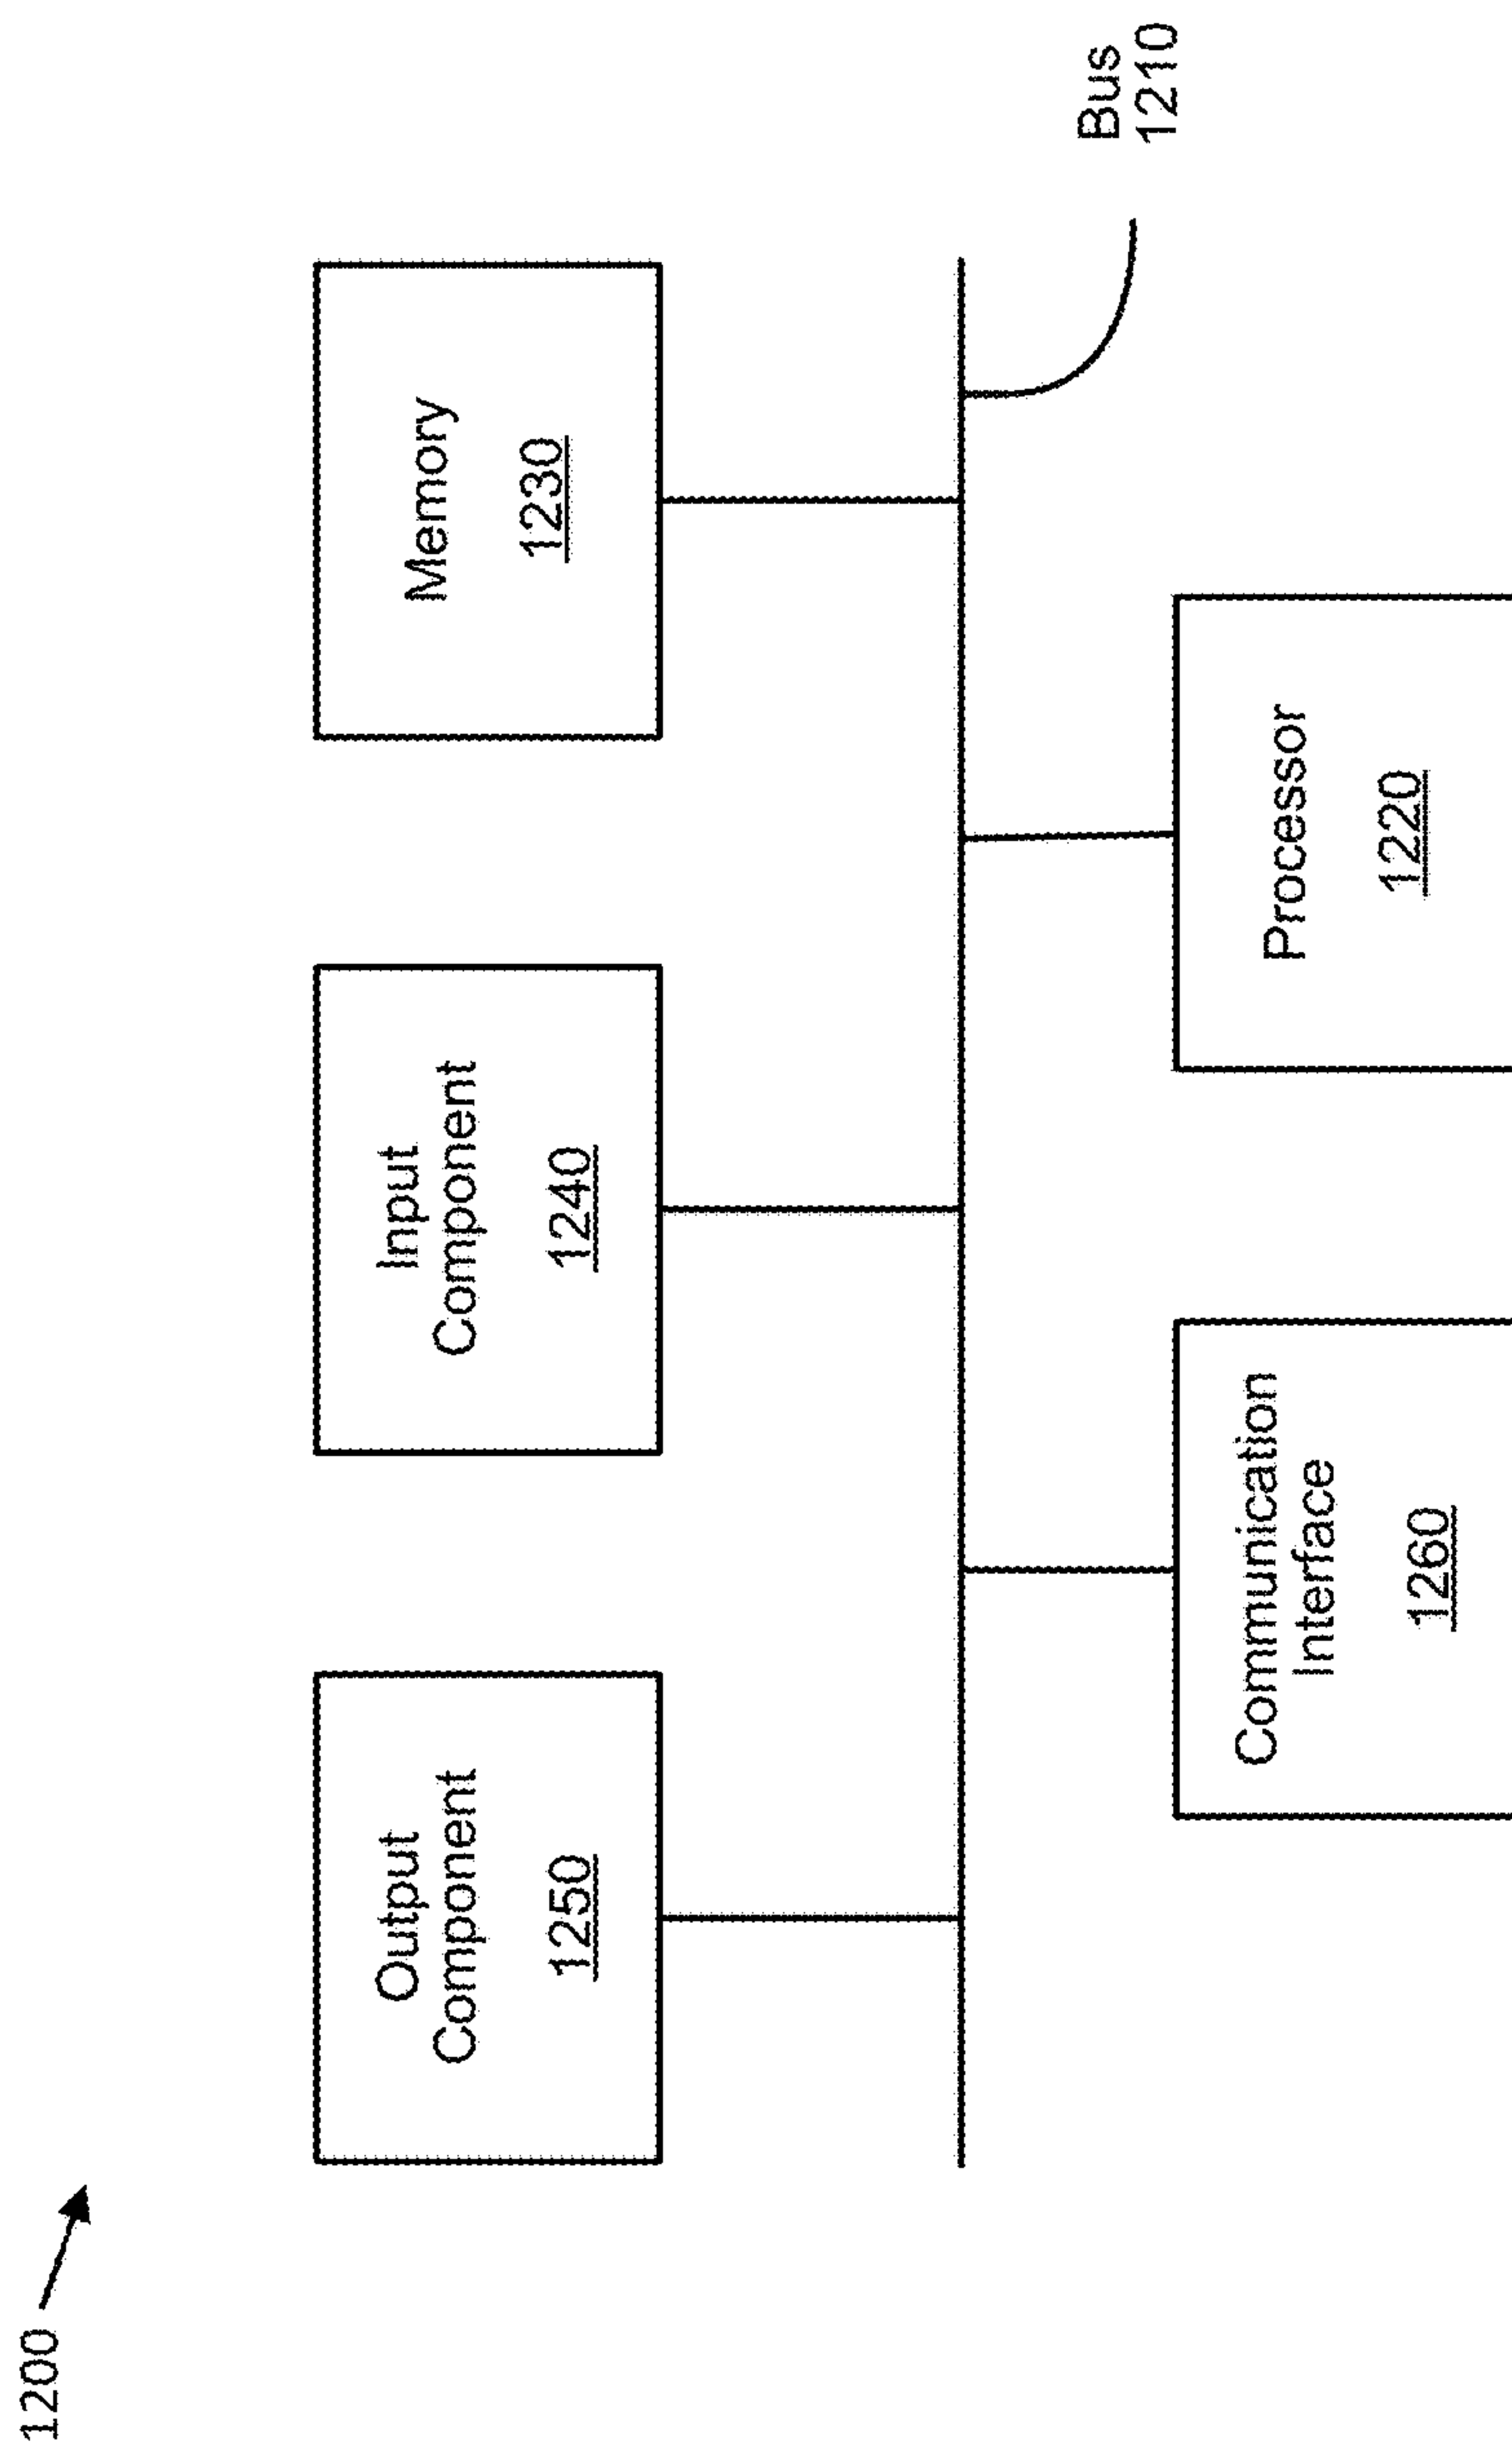 1200
Output
Component
1250
Input
Component
1240
Memory
1230
Bus
1210
Communication
Interface
1260
Processor
1220